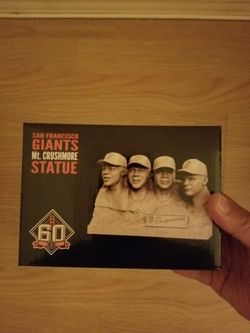 SAN FRANCISCO
GIANTS
Mt. CRUSHMORE
STATUE
60